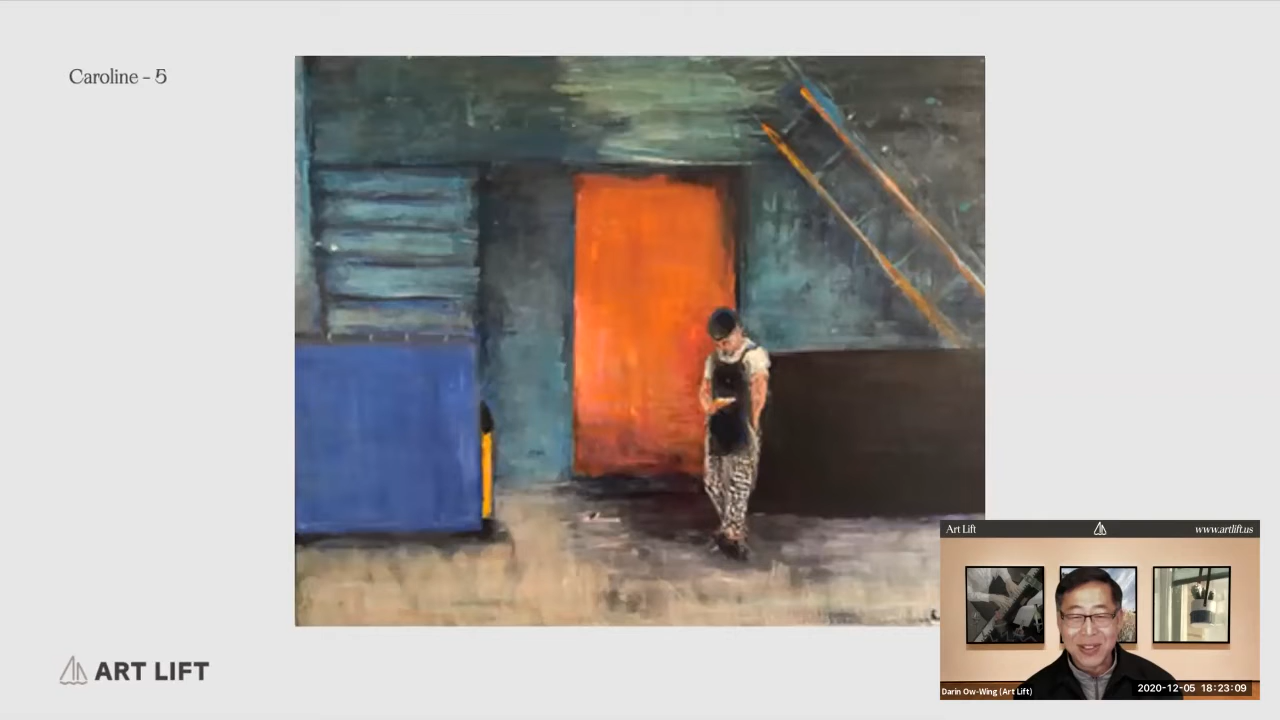 Caroline - 5
ART LIFT
Art Lift
www.artlift.us
Darin Ow-Wing (Art Lift)
2020-12-05 18:23:09